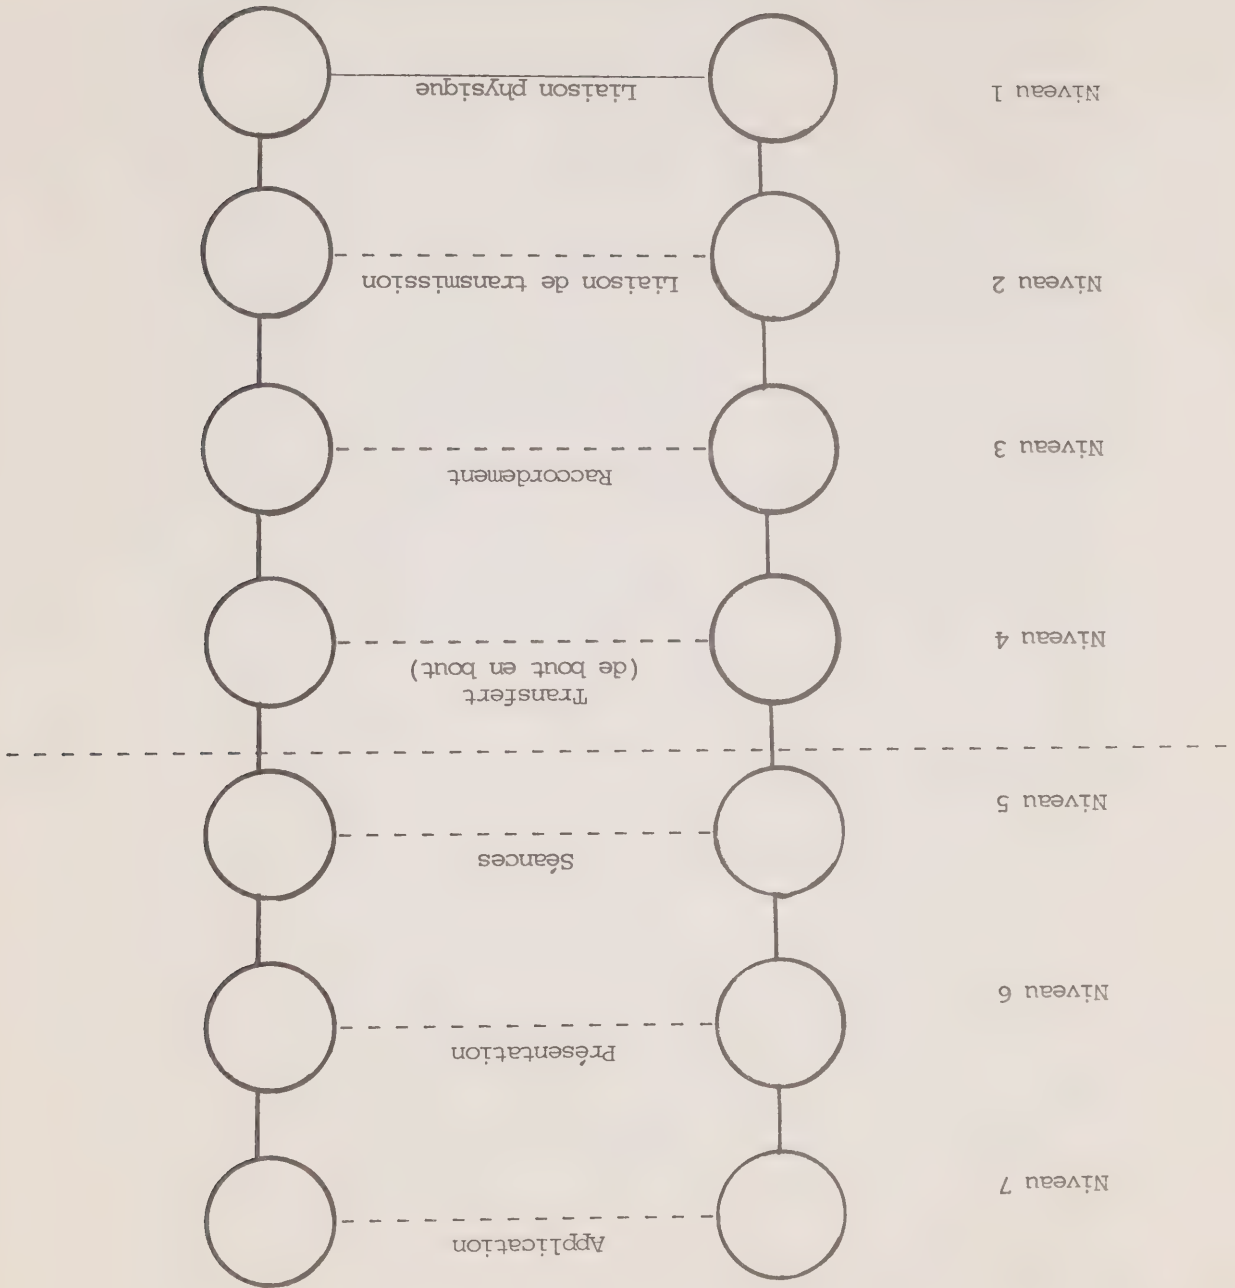 Niveau 7
Application
Niveau 6
Présentation
Niveau 5
Séances
Transfert
(de bout en bout)
Niveau 4
Raccordement
Niveau 3
Liaison de transmission
Niveau 2
Liaison physique
Niveau 1